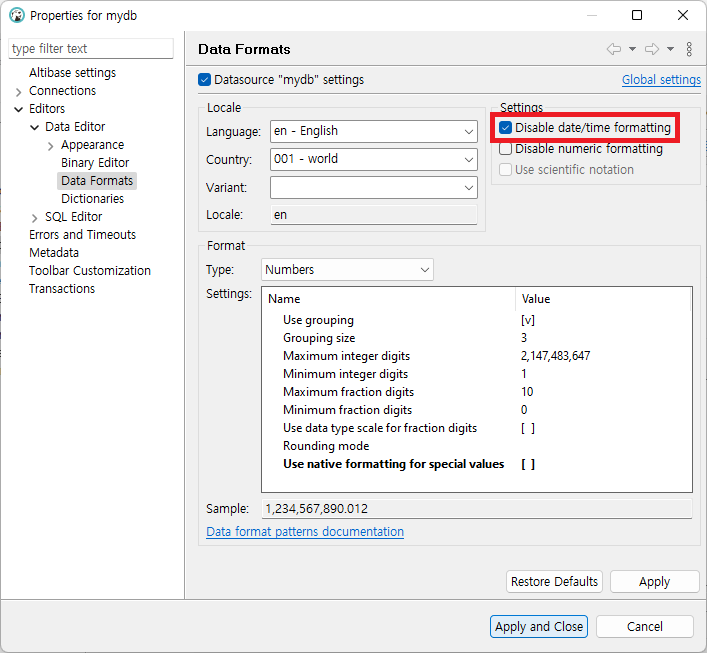 Properties for mydb
type filter text
Altibase settings
Connections
Editors
Data Editor
Appearance
Binary Editor
Data Formats
Dictionaries
SQL Editor
Errors and Timeouts
Metadata
Toolbar Customization
Transactions
Data Formats
Datasource "mydb" settings
Global settings
Locale
Language: en - English
Country: 001 - world
Variant:
Locale: en
Settings
Disable date/time formatting
Disable numeric formatting
Use scientific notation
Format
Type: Numbers
Settings:
Name Value
Use grouping [v]
Grouping size 3
Maximum integer digits 2,147,483,647
Minimum integer digits 1
Maximum fraction digits 10
Minimum fraction digits 0
Use data type scale for fraction digits [ ]
Rounding mode
Use native formatting for special values [ ]
Sample: 1,234,567,890.012
Data format patterns documentation
Restore Defaults Apply
Apply and Close Cancel